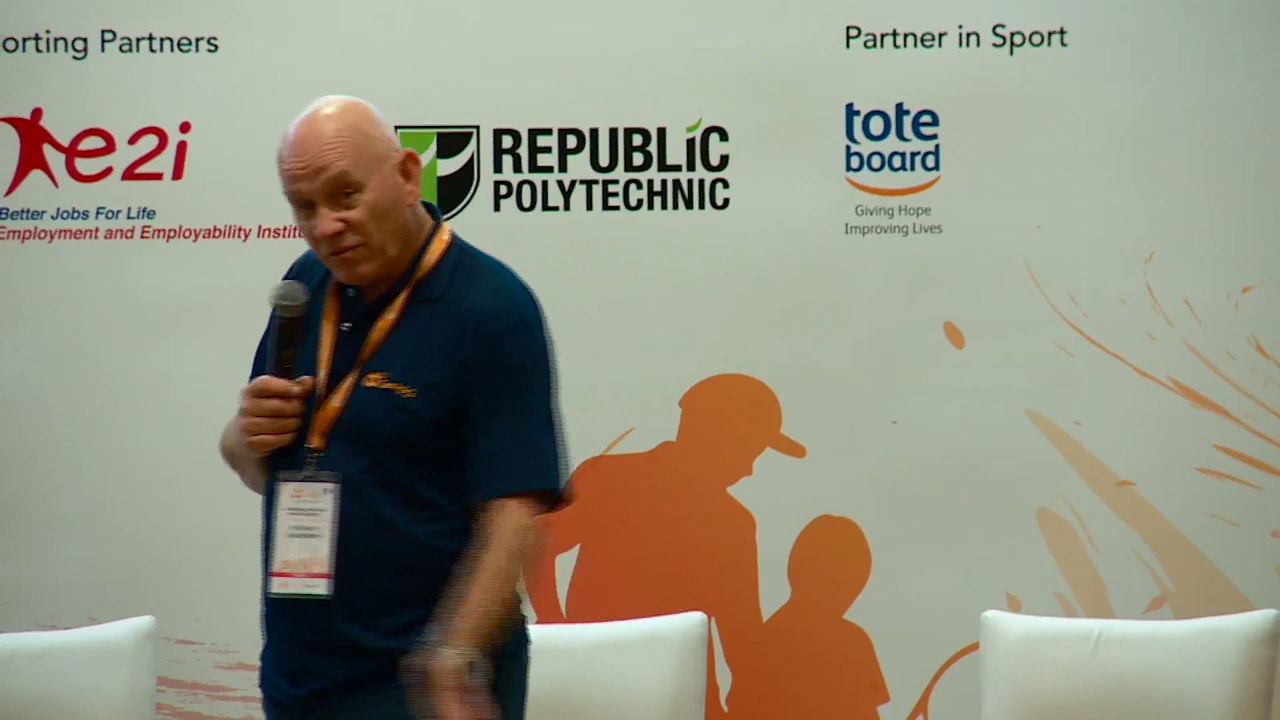 orting Partners
Partner in Sport
e2i
Better Jobs For Life
Employment and Employability Institu
REPUBLIC
POLYTECHNIC
tote
board
Giving Hope
Improving Lives